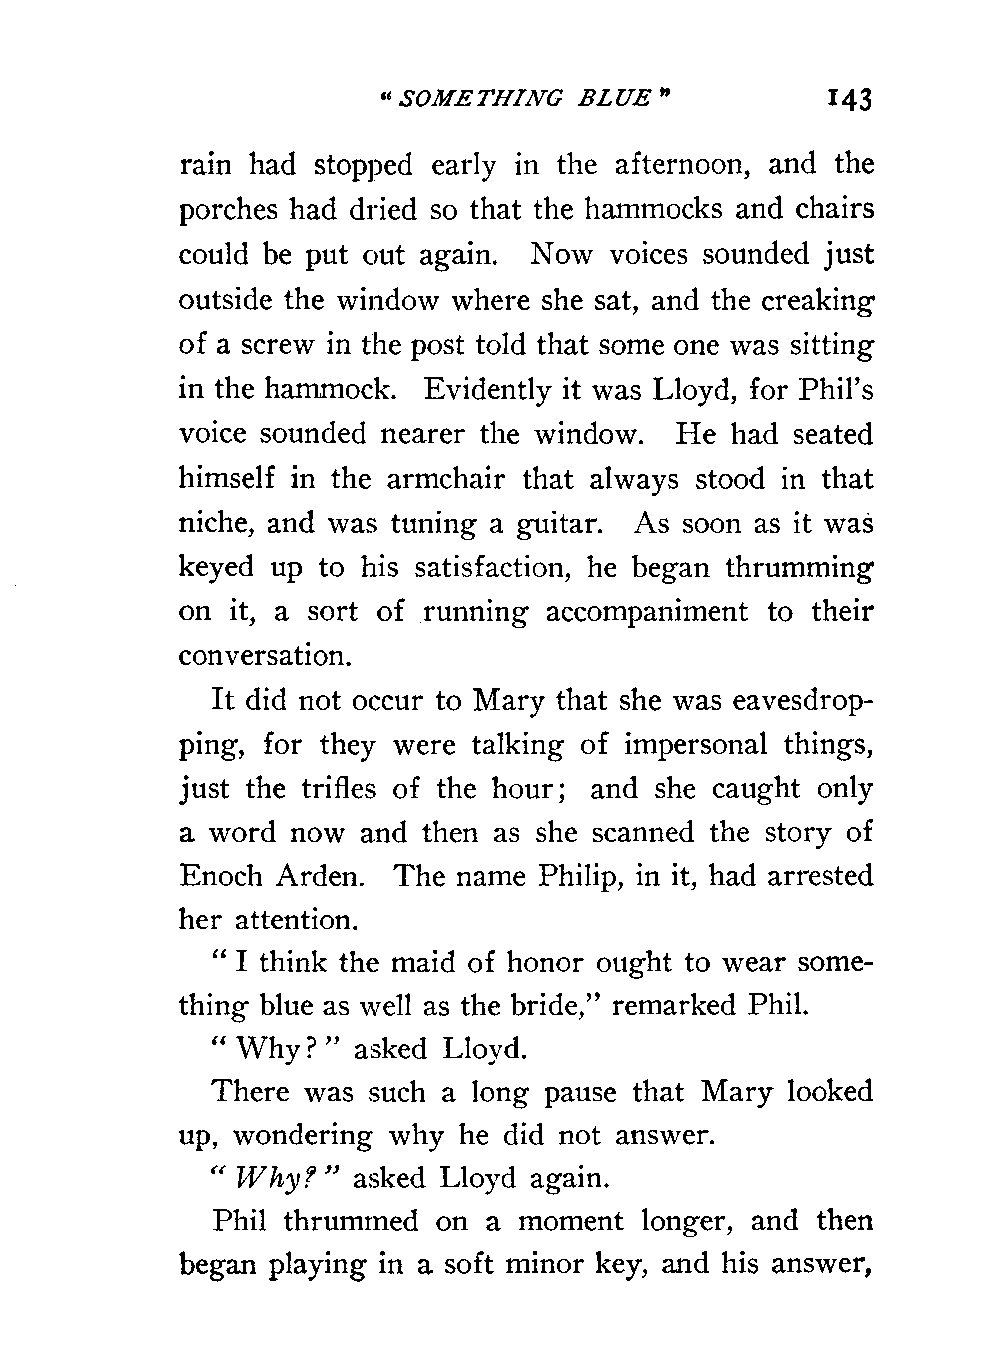 “ SOMETHING BLUE ” 143
rain had stopped early in the afternoon, and the
porches had dried so that the hammocks and chairs
could be put out again. Now voices sounded just
outside the window where she sat, and the creaking
of a screw in the post told that some one was sitting
in the hammock. Evidently it was Lloyd, for Phil’s
voice sounded nearer the window. He had seated
himself in the armchair that always stood in that
niche, and was tuning a guitar. As soon as it was
keyed up to his satisfaction, he began thrumming
on it, a sort of running accompaniment to their
conversation.
It did not occur to Mary that she was eavesdrop-
ping, for they were talking of impersonal things,
just the trifles of the hour; and she caught only
a word now and then as she scanned the story of
Enoch Arden. The name Philip, in it, had arrested
her attention.
“ I think the maid of honor ought to wear some-
thing blue as well as the bride,” remarked Phil.
“ Why? ” asked Lloyd.
There was such a long pause that Mary looked
up, wondering why he did not answer.
“ Why? ” asked Lloyd again.
Phil thrummed on a moment longer, and then
began playing in a soft minor key, and his answer,